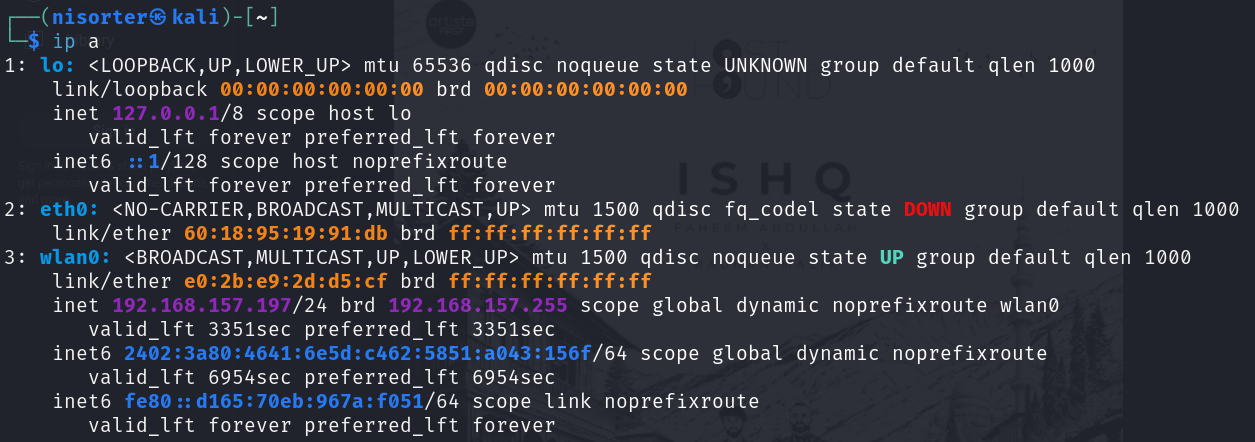 ┌──(nisorter㉿kali)-[~]
└─$ ip a
1: lo: <LOOPBACK,UP,LOWER_UP> mtu 65536 qdisc noqueue state UNKNOWN group default qlen 1000
    link/loopback 00:00:00:00:00:00 brd 00:00:00:00:00:00
    inet 127.0.0.1/8 scope host lo
       valid_lft forever preferred_lft forever
    inet6 ::1/128 scope host noprefixroute
       valid_lft forever preferred_lft forever
ISHQ
2: eth0: <NO-CARRIER,BROADCAST,MULTICAST,UP> mtu 1500 qdisc fq_codel state DOWN group default qlen 1000
FAHEEM ABDULLAH
    link/ether 60:18:95:19:91:db brd ff:ff:ff:ff:ff:ff
3: wlan0: <BROADCAST,MULTICAST,UP,LOWER_UP> mtu 1500 qdisc noqueue state UP group default qlen 1000
    link/ether e0:2b:e9:2d:d5:cf brd ff:ff:ff:ff:ff:ff
    inet 192.168.157.197/24 brd 192.168.157.255 scope global dynamic noprefixroute wlan0
       valid_lft 3351sec preferred_lft 3351sec
    inet6 2402:3a80:4641:6e5d:c462:5851:a043:156f/64 scope global dynamic noprefixroute
       valid_lft 6954sec preferred_lft 6954sec
    inet6 fe80::d165:70eb:967a:f051/64 scope link noprefixroute
       valid_lft forever preferred_lft forever